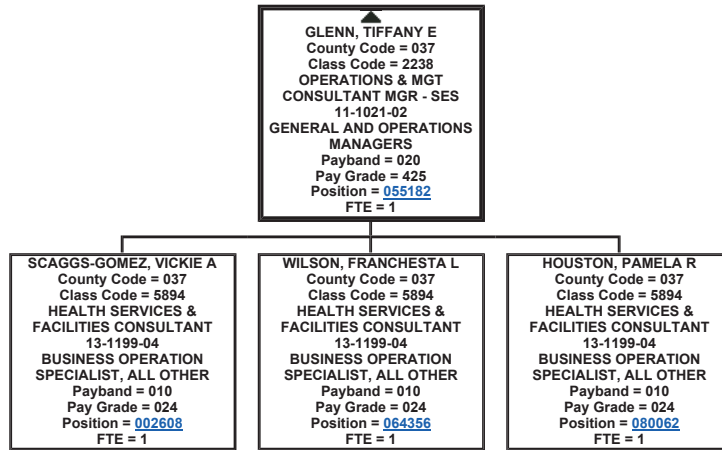 GLENN, TIFFANY E
County Code = 037
Class Code = 2238
OPERATIONS & MGT
CONSULTANT MGR - SES
11-1021-02
GENERAL AND OPERATIONS
MANAGERS
Payband = 020
Pay Grade = 425
Position = 055182
FTE = 1
SCAGGS-GOMEZ, VICKIE A
County Code = 037
Class Code = 5894
HEALTH SERVICES &
FACILITIES CONSULTANT
13-1199-04
BUSINESS OPERATION
SPECIALIST, ALL OTHER
Payband = 010
Pay Grade = 024
Position = 002608
FTE = 1
WILSON, FRANCHESTA L
County Code = 037
Class Code = 5894
HEALTH SERVICES &
FACILITIES CONSULTANT
13-1199-04
BUSINESS OPERATION
SPECIALIST, ALL OTHER
Payband = 010
Pay Grade = 024
Position = 064356
FTE = 1
HOUSTON, PAMELA R
County Code = 037
Class Code = 5894
HEALTH SERVICES &
FACILITIES CONSULTANT
13-1199-04
BUSINESS OPERATION
SPECIALIST, ALL OTHER
Payband = 010
Pay Grade = 024
Position = 080062
FTE = 1